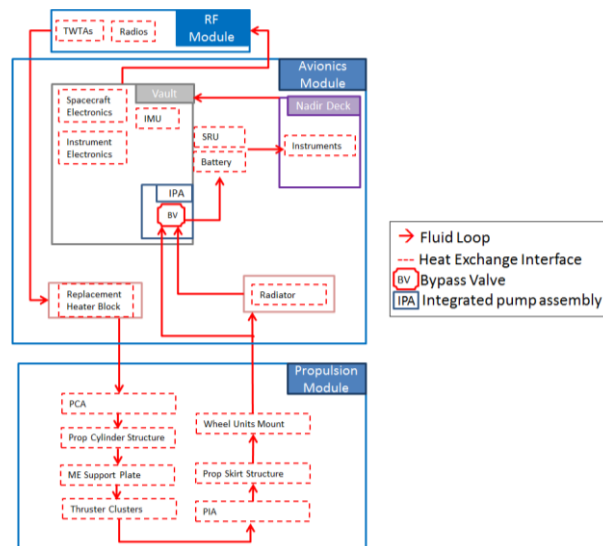 RF
Module
TWTAs
Radios
Avionics
Module
Vault
Nadir Deck
Spacecraft
Electronics
IMU
Instrument
Electronics
SRU
Battery
Instruments
IPA
BV
Replacement
Heater Block
Radiator
Fluid Loop
Heat Exchange Interface
BV
Bypass Valve
IPA
Integrated pump assembly
Propulsion
Module
PCA
Wheel Units Mount
Prop Cylinder Structure
ME Support Plate
Prop Skirt Structure
Thruster Clusters
PIA